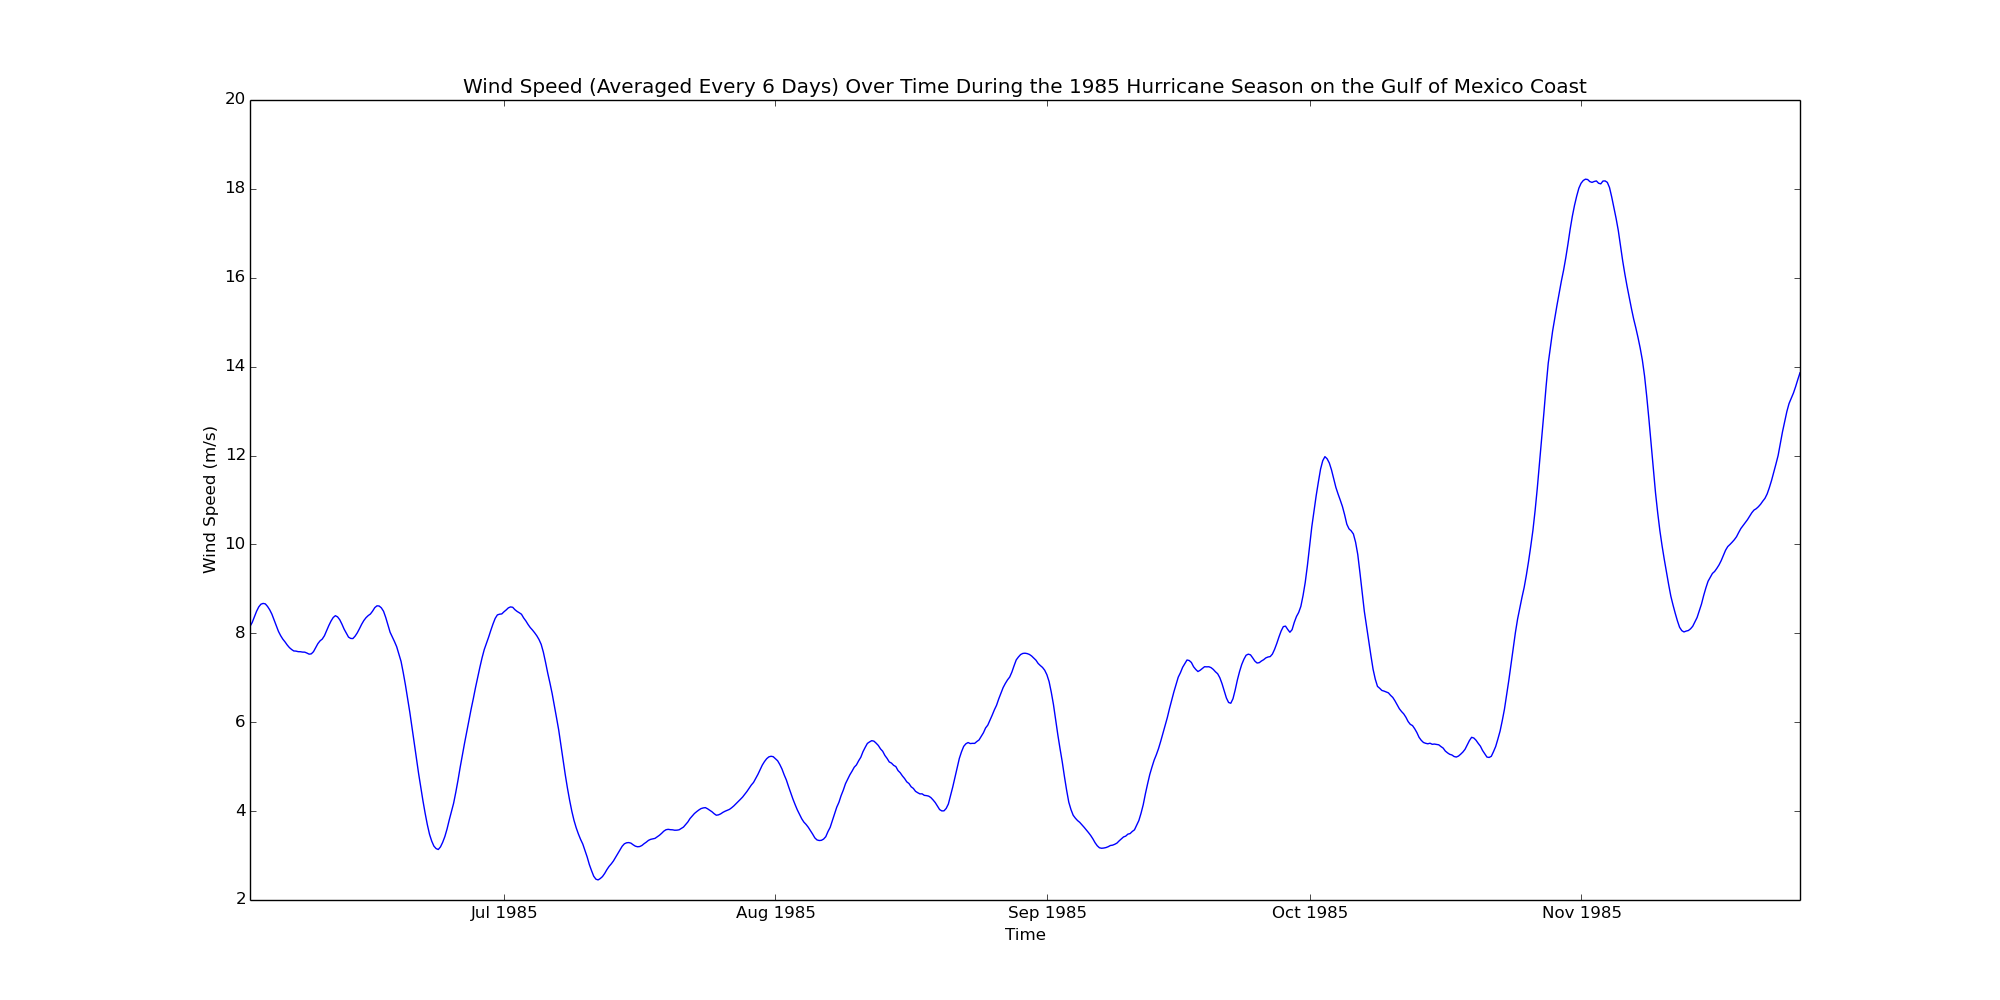 Wind Speed (Averaged Every 6 Days) Over Time During the 1985 Hurricane Season on the Gulf of Mexico Coast
20
18
16
14
12
10
8
6
4
2
Wind Speed (m/s)
Jul 1985 Aug 1985 Sep 1985 Oct 1985 Nov 1985
Time